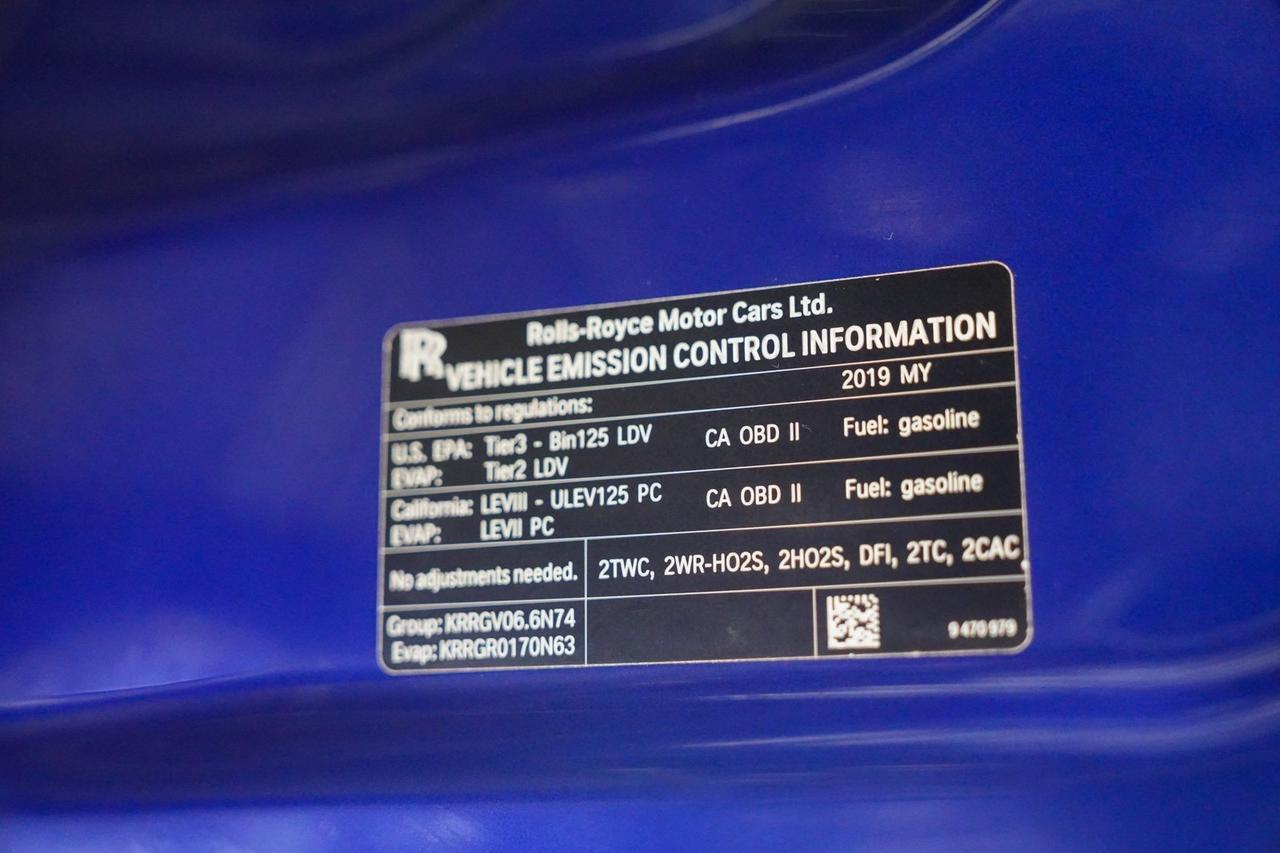 RR
Rolls-Royce Motor Cars Ltd.
VEHICLE EMISSION CONTROL INFORMATION
Conforms to regulations: 2019 MY
U.S. EPA: Tier3 - Bin125 LDV CA OBD II Fuel: gasoline
EVAP: Tier2 LDV
California: LEVIII - ULEV125 PC CA OBD II Fuel: gasoline
EVAP: LEVII PC
No adjustments needed. 2TWC, 2WR-HO2S, 2HO2S, DFI, 2TC, 2CAC
Group: KRRGV06.6N74
Evap: KRRGR0170N63
9 470 979